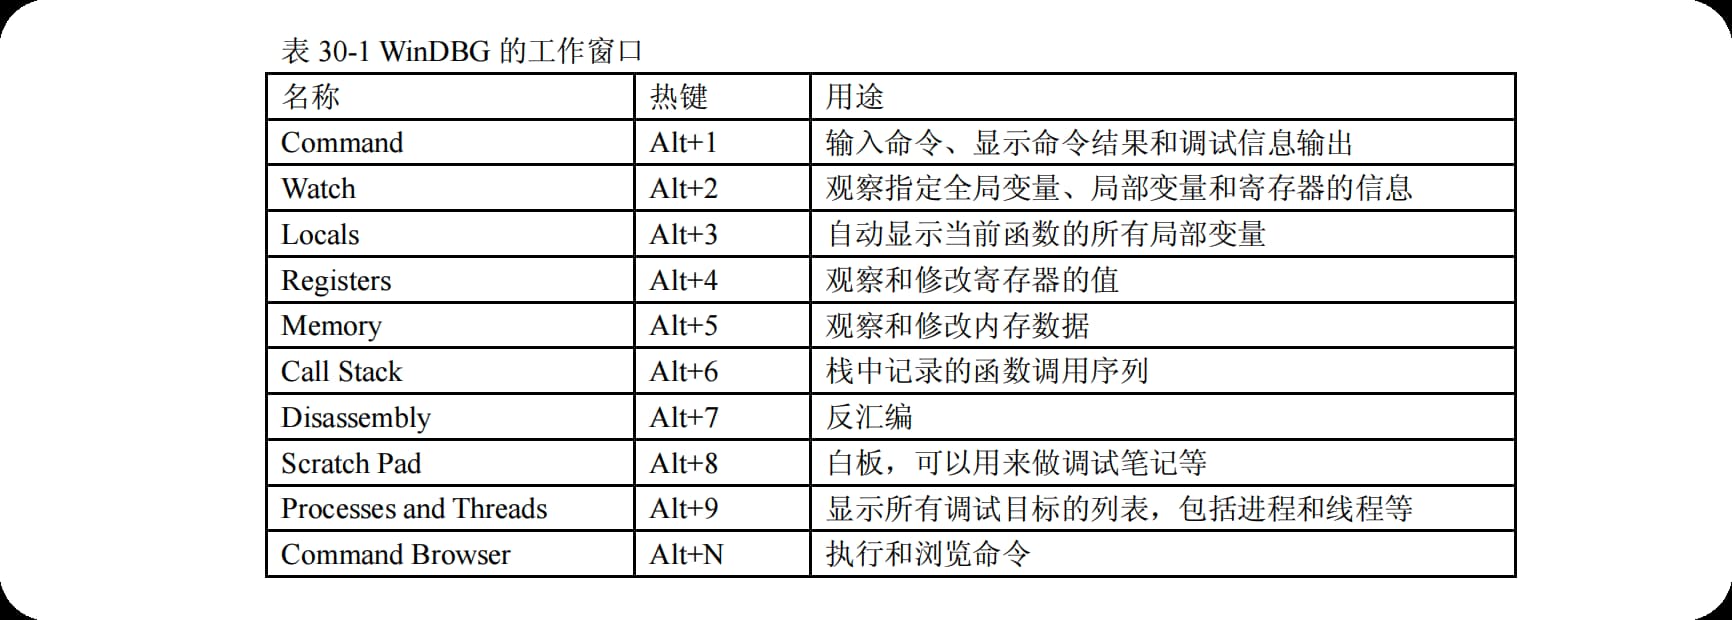 表 30-1 WinDBG 的工作窗口
名称 热键 用途
Command Alt+1 输入命令、显示命令结果和调试信息输出
Watch Alt+2 观察指定全局变量、局部变量和寄存器的信息
Locals Alt+3 自动显示当前函数的所有局部变量
Registers Alt+4 观察和修改寄存器的值
Memory Alt+5 观察和修改内存数据
Call Stack Alt+6 栈中记录的函数调用序列
Disassembly Alt+7 反汇编
Scratch Pad Alt+8 白板，可以用来做调试笔记等
Processes and Threads Alt+9 显示所有调试目标的列表，包括进程和线程等
Command Browser Alt+N 执行和浏览命令